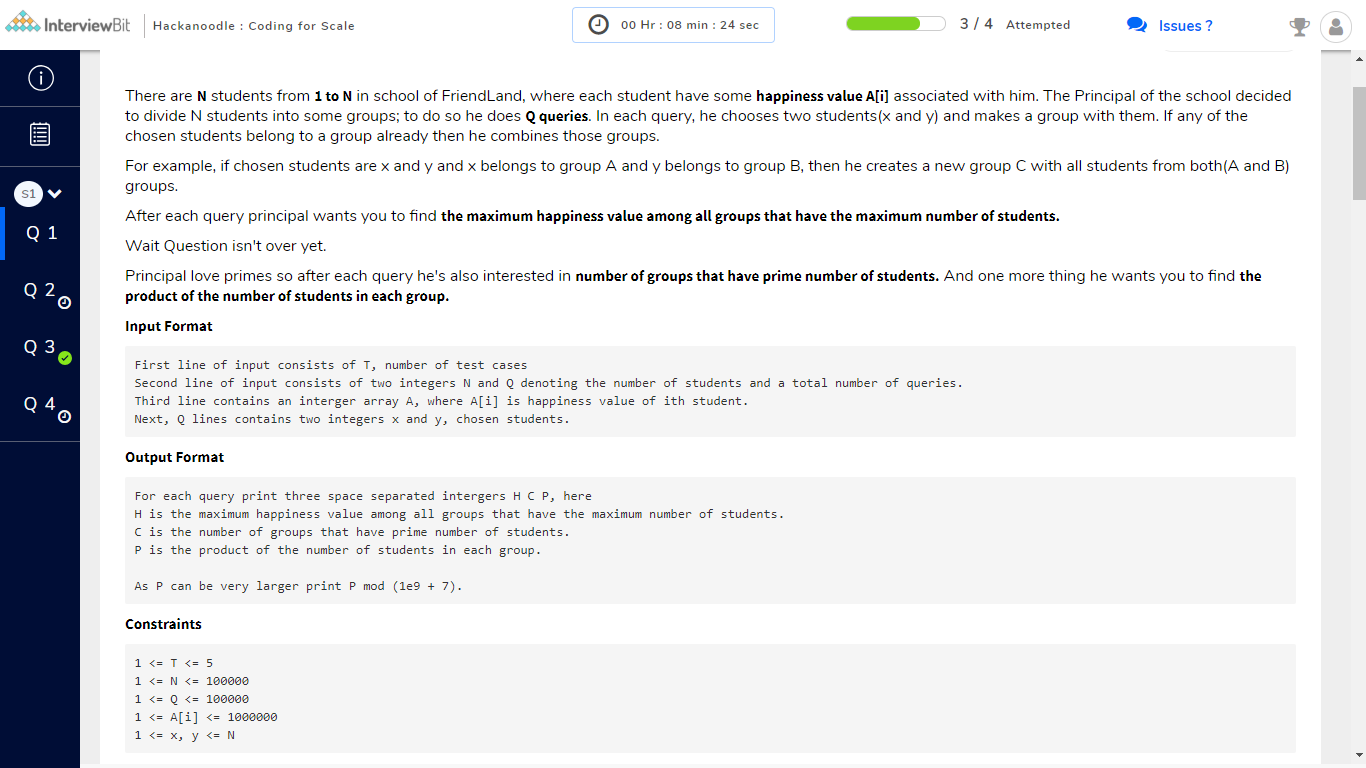 InterviewBit
Hackanoodle : Coding for Scale
00 Hr : 08 min : 24 sec
3 / 4 Attempted
Issues ?
S1
Q 1
Q 2
Q 3
Q 4
There are N students from 1 to N in school of FriendLand, where each student have some happiness value A[i] associated with him. The Principal of the school decided
to divide N students into some groups; to do so he does Q queries. In each query, he chooses two students(x and y) and makes a group with them. If any of the
chosen students belong to a group already then he combines those groups.
For example, if chosen students are x and y and x belongs to group A and y belongs to group B, then he creates a new group C with all students from both(A and B)
groups.
After each query principal wants you to find the maximum happiness value among all groups that have the maximum number of students.
Wait Question isn't over yet.
Principal love primes so after each query he's also interested in number of groups that have prime number of students. And one more thing he wants you to find the
product of the number of students in each group.
Input Format
First line of input consists of T, number of test cases
Second line of input consists of two integers N and Q denoting the number of students and a total number of queries.
Third line contains an interger array A, where A[i] is happiness value of ith student.
Next, Q lines contains two integers x and y, chosen students.
Output Format
For each query print three space separated intergers H C P, here
H is the maximum happiness value among all groups that have the maximum number of students.
C is the number of groups that have prime number of students.
P is the product of the number of students in each group.
As P can be very larger print P mod (1e9 + 7).
Constraints
1 <= T <= 5
1 <= N <= 100000
1 <= Q <= 100000
1 <= A[i] <= 1000000
1 <= x, y <= N